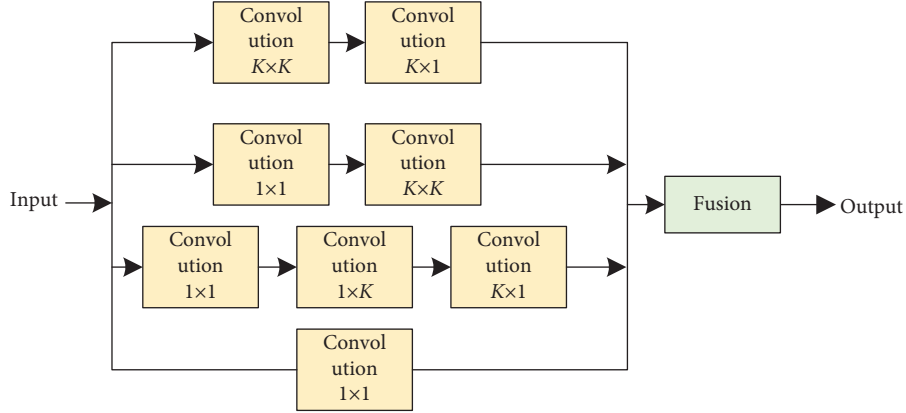 Convol
ution
K×K
Convol
ution
K×1
Convol
ution
1×1
Convol
ution
K×K
Input
Fusion
Output
Convol
ution
1×1
Convol
ution
1×K
Convol
ution
K×1
Convol
ution
1×1